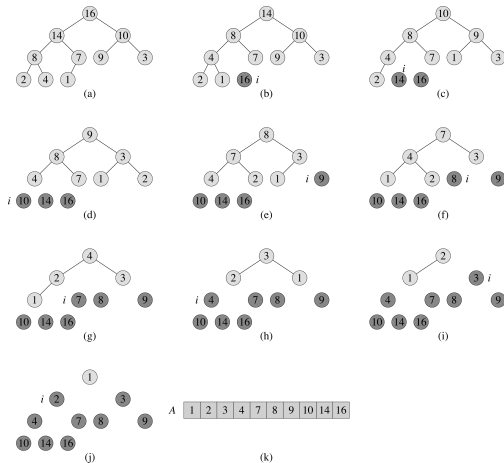 16 14 10
14 10 8 10 8 9
8 7 9 3 4 7 9 3 4 7 1 3
i
2 4 1 2 1 16 i 2 14 16
(a) (b) (c)
9 8 7
8 3 7 3 4 3
4 7 1 2 4 2 1 i 9 1 2 8 i 9
i 10 14 16 10 14 16 10 14 16
(d) (e) (f)
4 3 2
2 3 2 1 1 3 i
1 i 7 8 9 i 4 7 8 9 4 7 8 9
10 14 16 10 14 16 10 14 16
(g) (h) (i)
1
i 2 3
4 7 8 9
10 14 16
A 1 2 3 4 7 8 9 10 14 16
(j) (k)